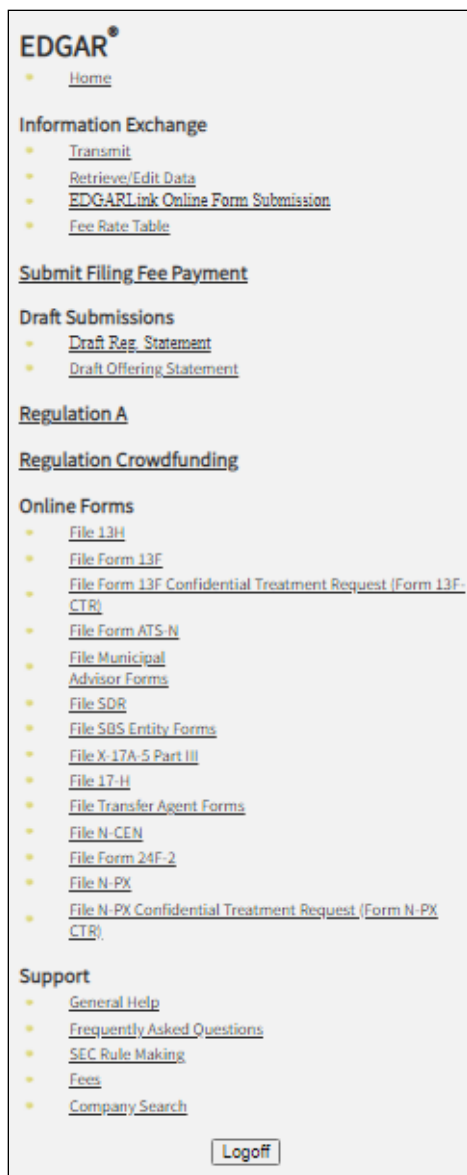 EDGAR®
Home
Information Exchange
Transmit
Retrieve/Edit Data
EDGARLink Online Form Submission
Fee Rate Table
Submit Filing Fee Payment
Draft Submissions
Draft Reg. Statement
Draft Offering Statement
Regulation A
Regulation Crowdfunding
Online Forms
File 13H
File Form 13F
File Form 13F Confidential Treatment Request (Form 13F-
CTR)
File Form ATS-N
File Municipal
Advisor Forms
File SDR
File SBS Entity Forms
File X-17A-5 Part III
File 17-H
File Transfer Agent Forms
File N-CEN
File Form 24F-2
File N-PX
File N-PX Confidential Treatment Request (Form N-PX
CTR)
Support
General Help
Frequently Asked Questions
SEC Rule Making
Fees
Company Search
Logoff